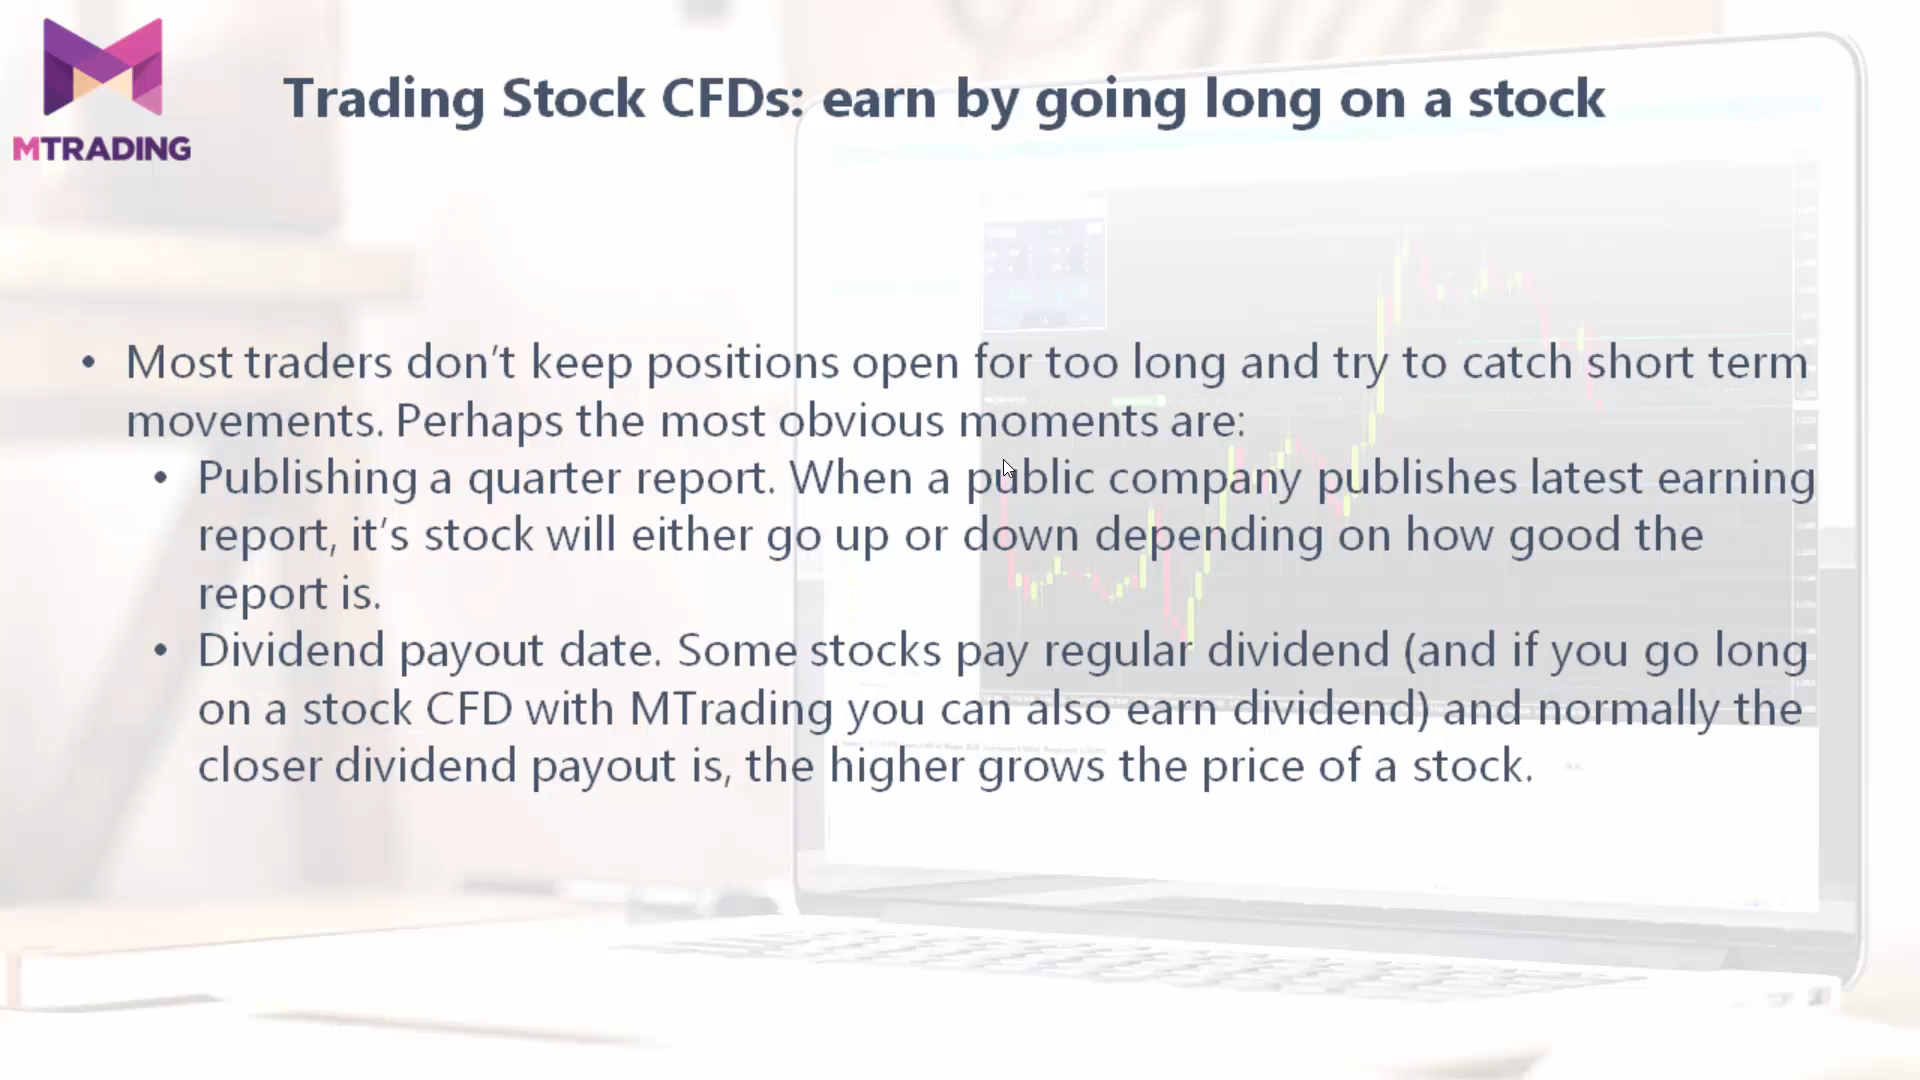 MTRADING
Trading Stock CFDs: earn by going long on a stock
• Most traders don’t keep positions open for too long and try to catch short term
movements. Perhaps the most obvious moments are:
• Publishing a quarter report. When a public company publishes latest earning
report, it’s stock will either go up or down depending on how good the
report is.
• Dividend payout date. Some stocks pay regular dividend (and if you go long
on a stock CFD with MTrading you can also earn dividend) and normally the
closer dividend payout is, the higher grows the price of a stock.